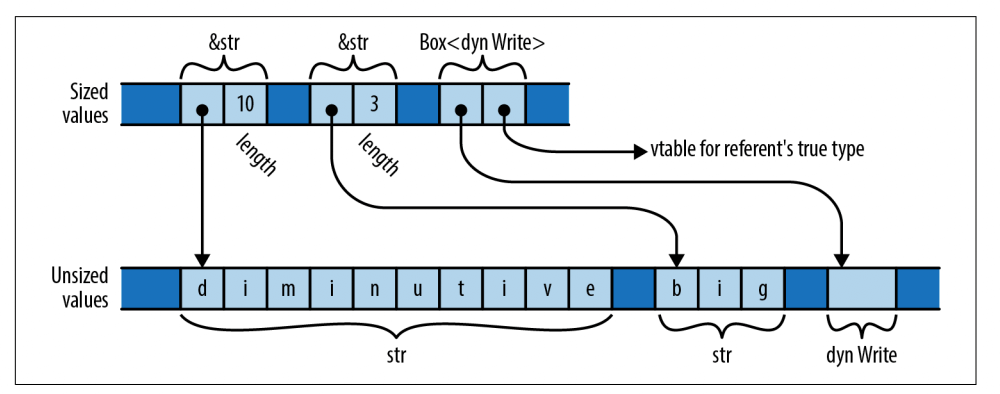 &str &str Box<dyn Write>
Sized
values
10 3
length length
vtable for referent's true type
Unsized
values
d i m i n u t i v e b i g
str str dyn Write